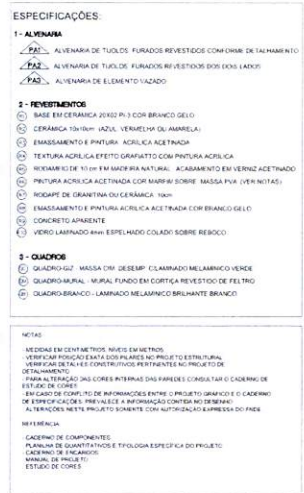 ESPECIFICAÇÕES:
1 - ALVENARIA
PA1 ALVENARIA DE TIJOLOS FURADOS REVESTIDOS CONFORME DETALHAMENTO
PA2 ALVENARIA DE TIJOLOS FURADOS REVESTIDOS DOS DOIS LADOS
PA3 ALVENARIA DE ELEMENTO VAZADO
2 - REVESTIMENTOS
BASE EM CERÂMICA 20X02 P/-3 COR BRANCO GELO
CERÂMICA 10x10cm (AZUL, VERMELHA OU AMARELA)
EMASSAMENTO E PINTURA ACRÍLICA ACETINADA
TEXTURA ACRÍLICA EFEITO GRAFIATTO COM PINTURA ACRÍLICA
RODAMEIO DE 10 cm EM MADEIRA NATURAL ACABAMENTO EM VERNIZ ACETINADO
PINTURA ACRÍLICA ACETINADA COR MARFIM SOBRE MASSA PVA (VER NOTAS)
RODAPÉ DE GRANITINA OU CERÂMICA 10cm
EMASSAMENTO E PINTURA ACRÍLICA ACETINADA COR BRANCO GELO
CONCRETO APARENTE
VIDRO LAMINADO 4mm ESPELHADO COLADO SOBRE REBOCO
3 - QUADROS
QUADRO-GIZ - MASSA CIM. DESEMP. C/LAMINADO MELAMINICO VERDE
QUADRO-MURAL - MURAL FUNDO EM CORTIÇA REVESTIDO DE FELTRO
QUADRO-BRANCO - LAMINADO MELAMINICO BRILHANTE BRANCO
NOTAS
- MEDIDAS EM CENTÍMETROS, NÍVEIS EM METROS
- VERIFICAR POSIÇÃO EXATA DOS PILARES NO PROJETO ESTRUTURAL
- VERIFICAR DETALHES CONSTRUTIVOS PERTINENTES NO PROJETO DE
DETALHAMENTO
- PARA ALTERAÇÃO DAS CORES INTERNAS DAS PAREDES CONSULTAR O CADERNO DE
ESTUDO DE CORES
- EM CASO DE CONFLITO DE INFORMAÇÕES ENTRE O PROJETO GRÁFICO E O CADERNO
DE ESPECIFICAÇÕES, PREVALECE A INFORMAÇÃO CONTIDA NO DESENHO
- ALTERAÇÕES NESTE PROJETO SOMENTE COM AUTORIZAÇÃO EXPRESSA DO FNDE
REFERÊNCIA
- CADERNO DE COMPONENTES
- PLANILHA DE QUANTITATIVOS E TIPOLOGIA ESPECÍFICA DO PROJETO
- CADERNO DE ENCARGOS
- MANUAL DE PROJETO
- ESTUDO DE CORES